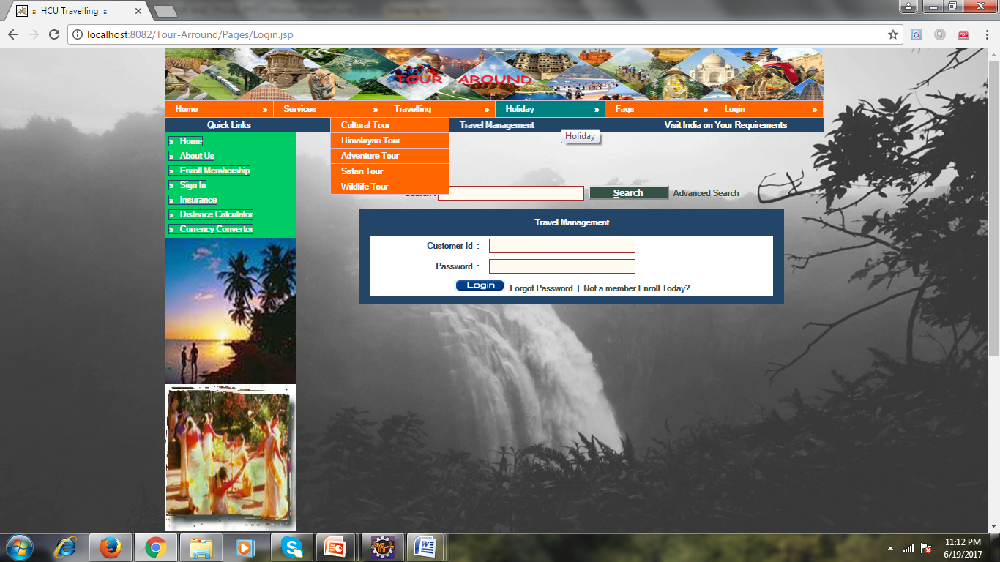 :: HCU Travelling ::
localhost:8082/Tour-Arround/Pages/Login.jsp
PDF
TOUR AROUND
Home » Services » Travelling » Holiday » Faqs » Login »
Quick Links Cultural Tour Travel Management Visit India on Your Requirements
Holiday
» Home Himalayan Tour
» About Us Adventure Tour
» Enroll Membership Safari Tour
» Sign In Wildlife Tour
Search : Search Advanced Search
» Insurance
» Distance Calculator
» Currency Convertor
Travel Management
Customer Id :
Password :
Login Forgot Password | Not a member Enroll Today?
Java EE
IDE
11:12 PM
6/19/2017